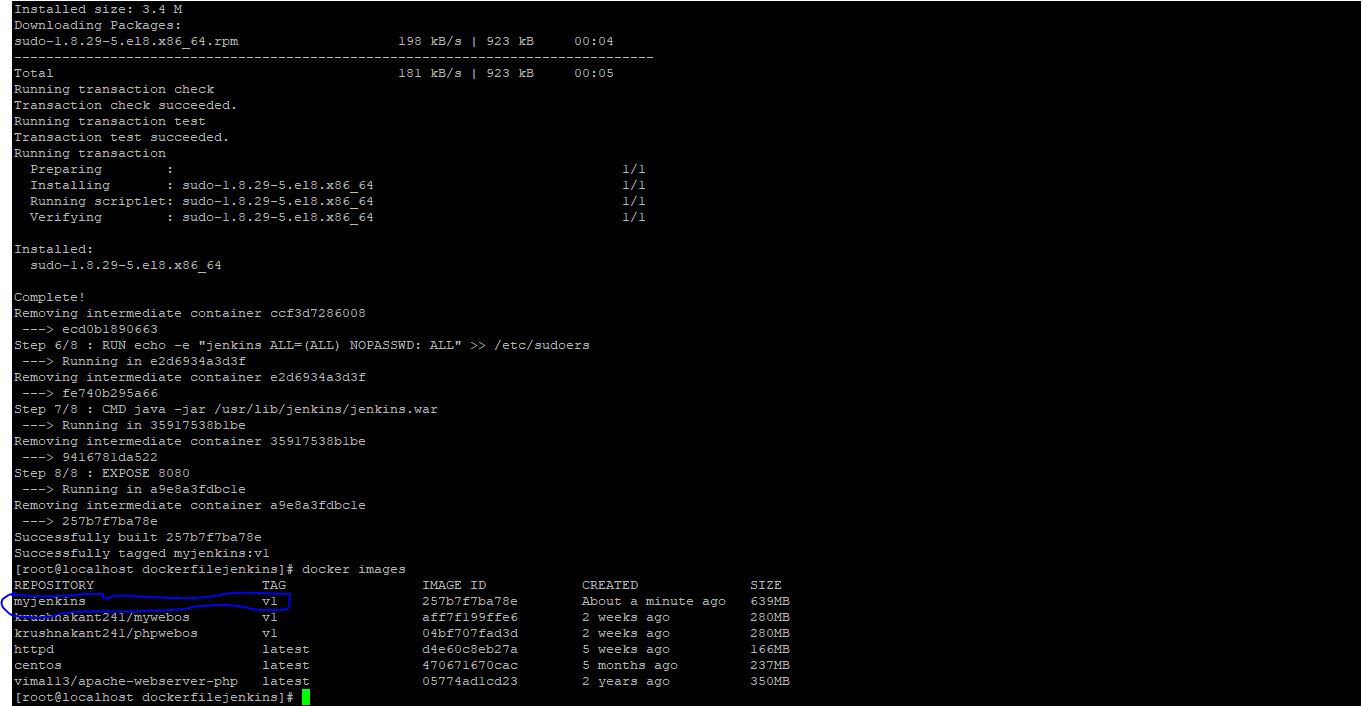 Installed size: 3.4 M
Downloading Packages:
sudo-1.8.29-5.el8.x86_64.rpm 198 kB/s | 923 kB 00:04
--------------------------------------------------------------------------------
Total 181 kB/s | 923 kB 00:05
Running transaction check
Transaction check succeeded.
Running transaction test
Transaction test succeeded.
Running transaction
Preparing : 1/1
Installing : sudo-1.8.29-5.el8.x86_64 1/1
Running scriptlet: sudo-1.8.29-5.el8.x86_64 1/1
Verifying : sudo-1.8.29-5.el8.x86_64 1/1
Installed:
sudo-1.8.29-5.el8.x86_64
Complete!
Removing intermediate container ccf3d7286008
---> ecd0b1890663
Step 6/8 : RUN echo -e "jenkins ALL=(ALL) NOPASSWD: ALL" >> /etc/sudoers
---> Running in e2d6934a3d3f
Removing intermediate container e2d6934a3d3f
---> fe740b295a66
Step 7/8 : CMD java -jar /usr/lib/jenkins/jenkins.war
---> Running in 35917538b1be
Removing intermediate container 35917538b1be
---> 9416781da522
Step 8/8 : EXPOSE 8080
---> Running in a9e8a3fdbc1e
Removing intermediate container a9e8a3fdbc1e
---> 257b7f7ba78e
Successfully built 257b7f7ba78e
Successfully tagged myjenkins:v1
[root@localhost dockerfilejenkins]# docker images
REPOSITORY TAG IMAGE ID CREATED SIZE
myjenkins v1 257b7f7ba78e About a minute ago 639MB
krushnakant241/mywebos v1 aff7f199ffe6 2 weeks ago 280MB
krushnakant241/phpwebos v1 04bf707fad3d 2 weeks ago 280MB
httpd latest d4e60c8eb27a 5 weeks ago 166MB
centos latest 470671670cac 5 months ago 237MB
vimal13/apache-webserver-php latest 05774ad1cd23 2 years ago 350MB
[root@localhost dockerfilejenkins]#